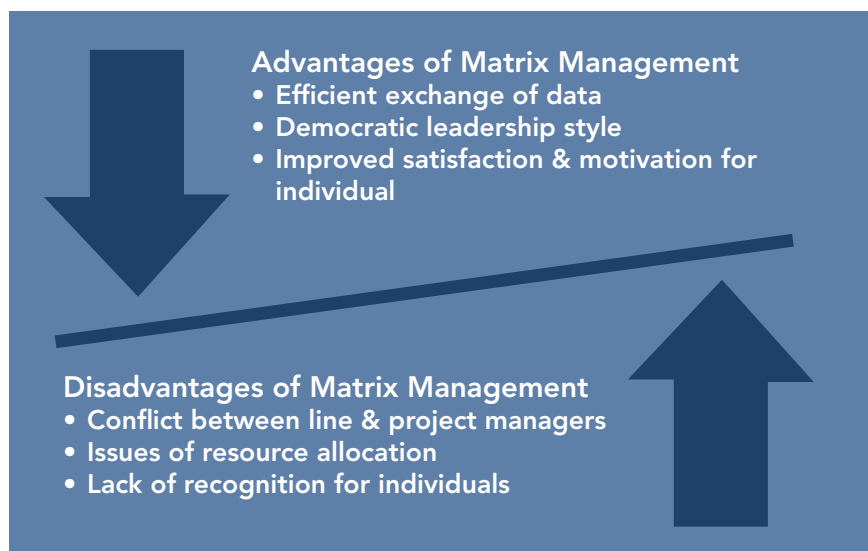 Advantages of Matrix Management
• Efficient exchange of data
• Democratic leadership style
• Improved satisfaction & motivation for
individual
Disadvantages of Matrix Management
• Conflict between line & project managers
• Issues of resource allocation
• Lack of recognition for individuals